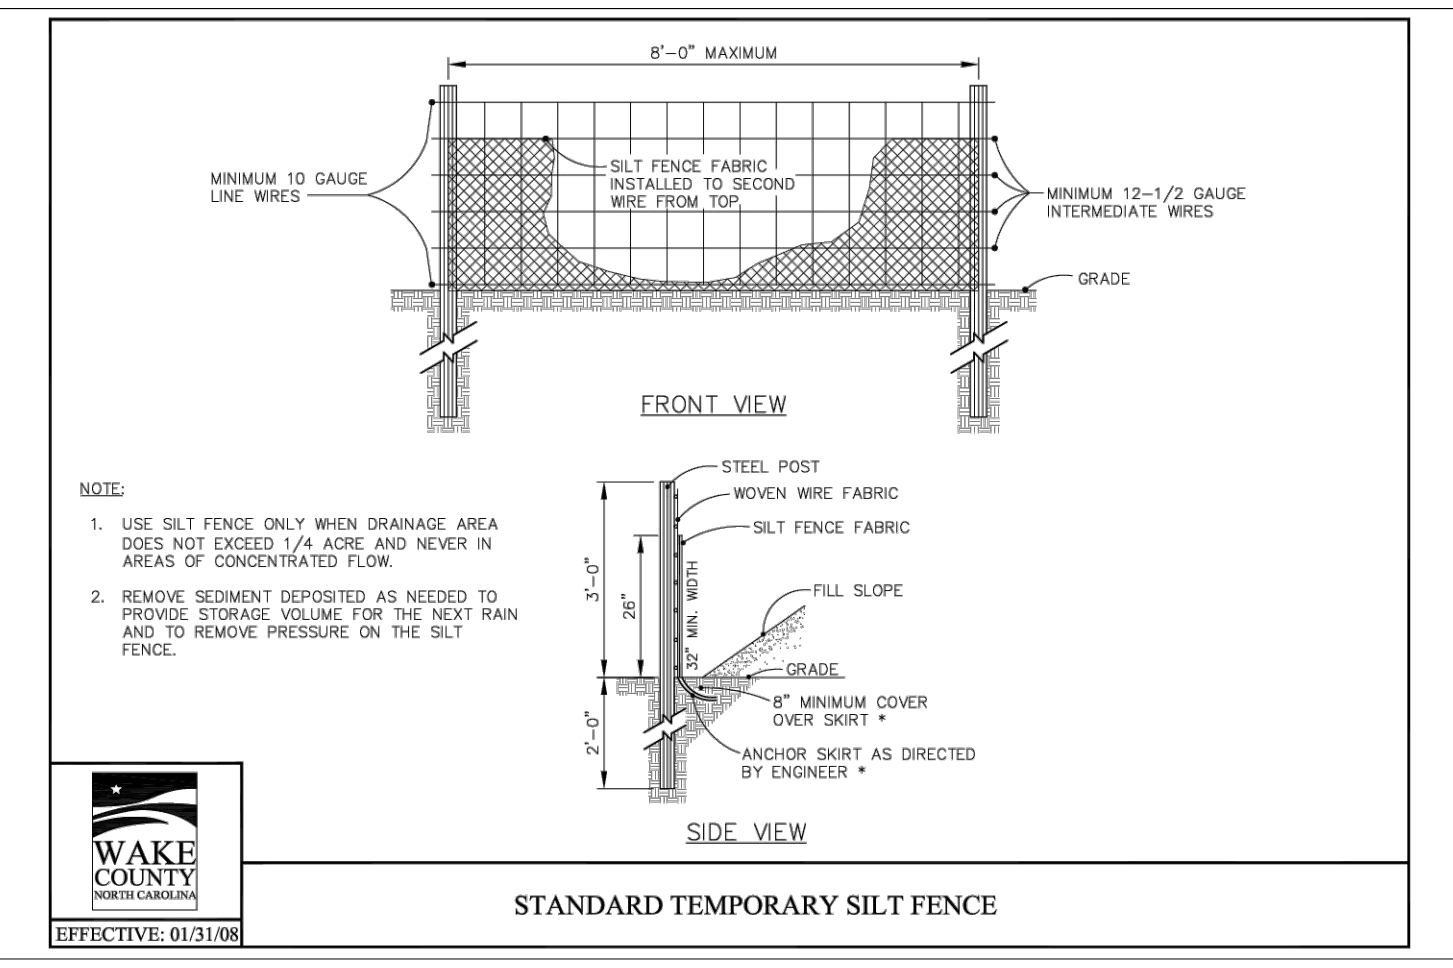 8'-0" MAXIMUM
MINIMUM 10 GAUGE
LINE WIRES
SILT FENCE FABRIC
INSTALLED TO SECOND
WIRE FROM TOP
MINIMUM 12-1/2 GAUGE
INTERMEDIATE WIRES
GRADE
FRONT VIEW
NOTE:
1. USE SILT FENCE ONLY WHEN DRAINAGE AREA
DOES NOT EXCEED 1/4 ACRE AND NEVER IN
AREAS OF CONCENTRATED FLOW.
2. REMOVE SEDIMENT DEPOSITED AS NEEDED TO
PROVIDE STORAGE VOLUME FOR THE NEXT RAIN
AND TO REMOVE PRESSURE ON THE SILT
FENCE.
STEEL POST
WOVEN WIRE FABRIC
SILT FENCE FABRIC
3'-0"
26"
32" MIN. WIDTH
FILL SLOPE
GRADE
8" MINIMUM COVER
OVER SKIRT *
2'-0"
ANCHOR SKIRT AS DIRECTED
BY ENGINEER *
SIDE VIEW
WAKE
COUNTY
NORTH CAROLINA
EFFECTIVE: 01/31/08
STANDARD TEMPORARY SILT FENCE